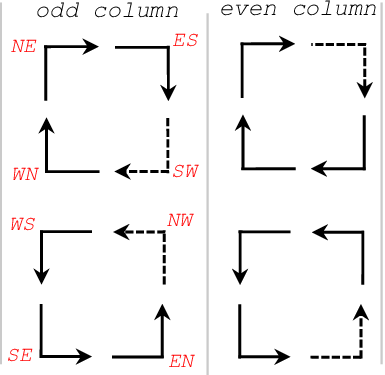 odd column
even column
NE
ES
WN
SW
WS
NW
SE
EN